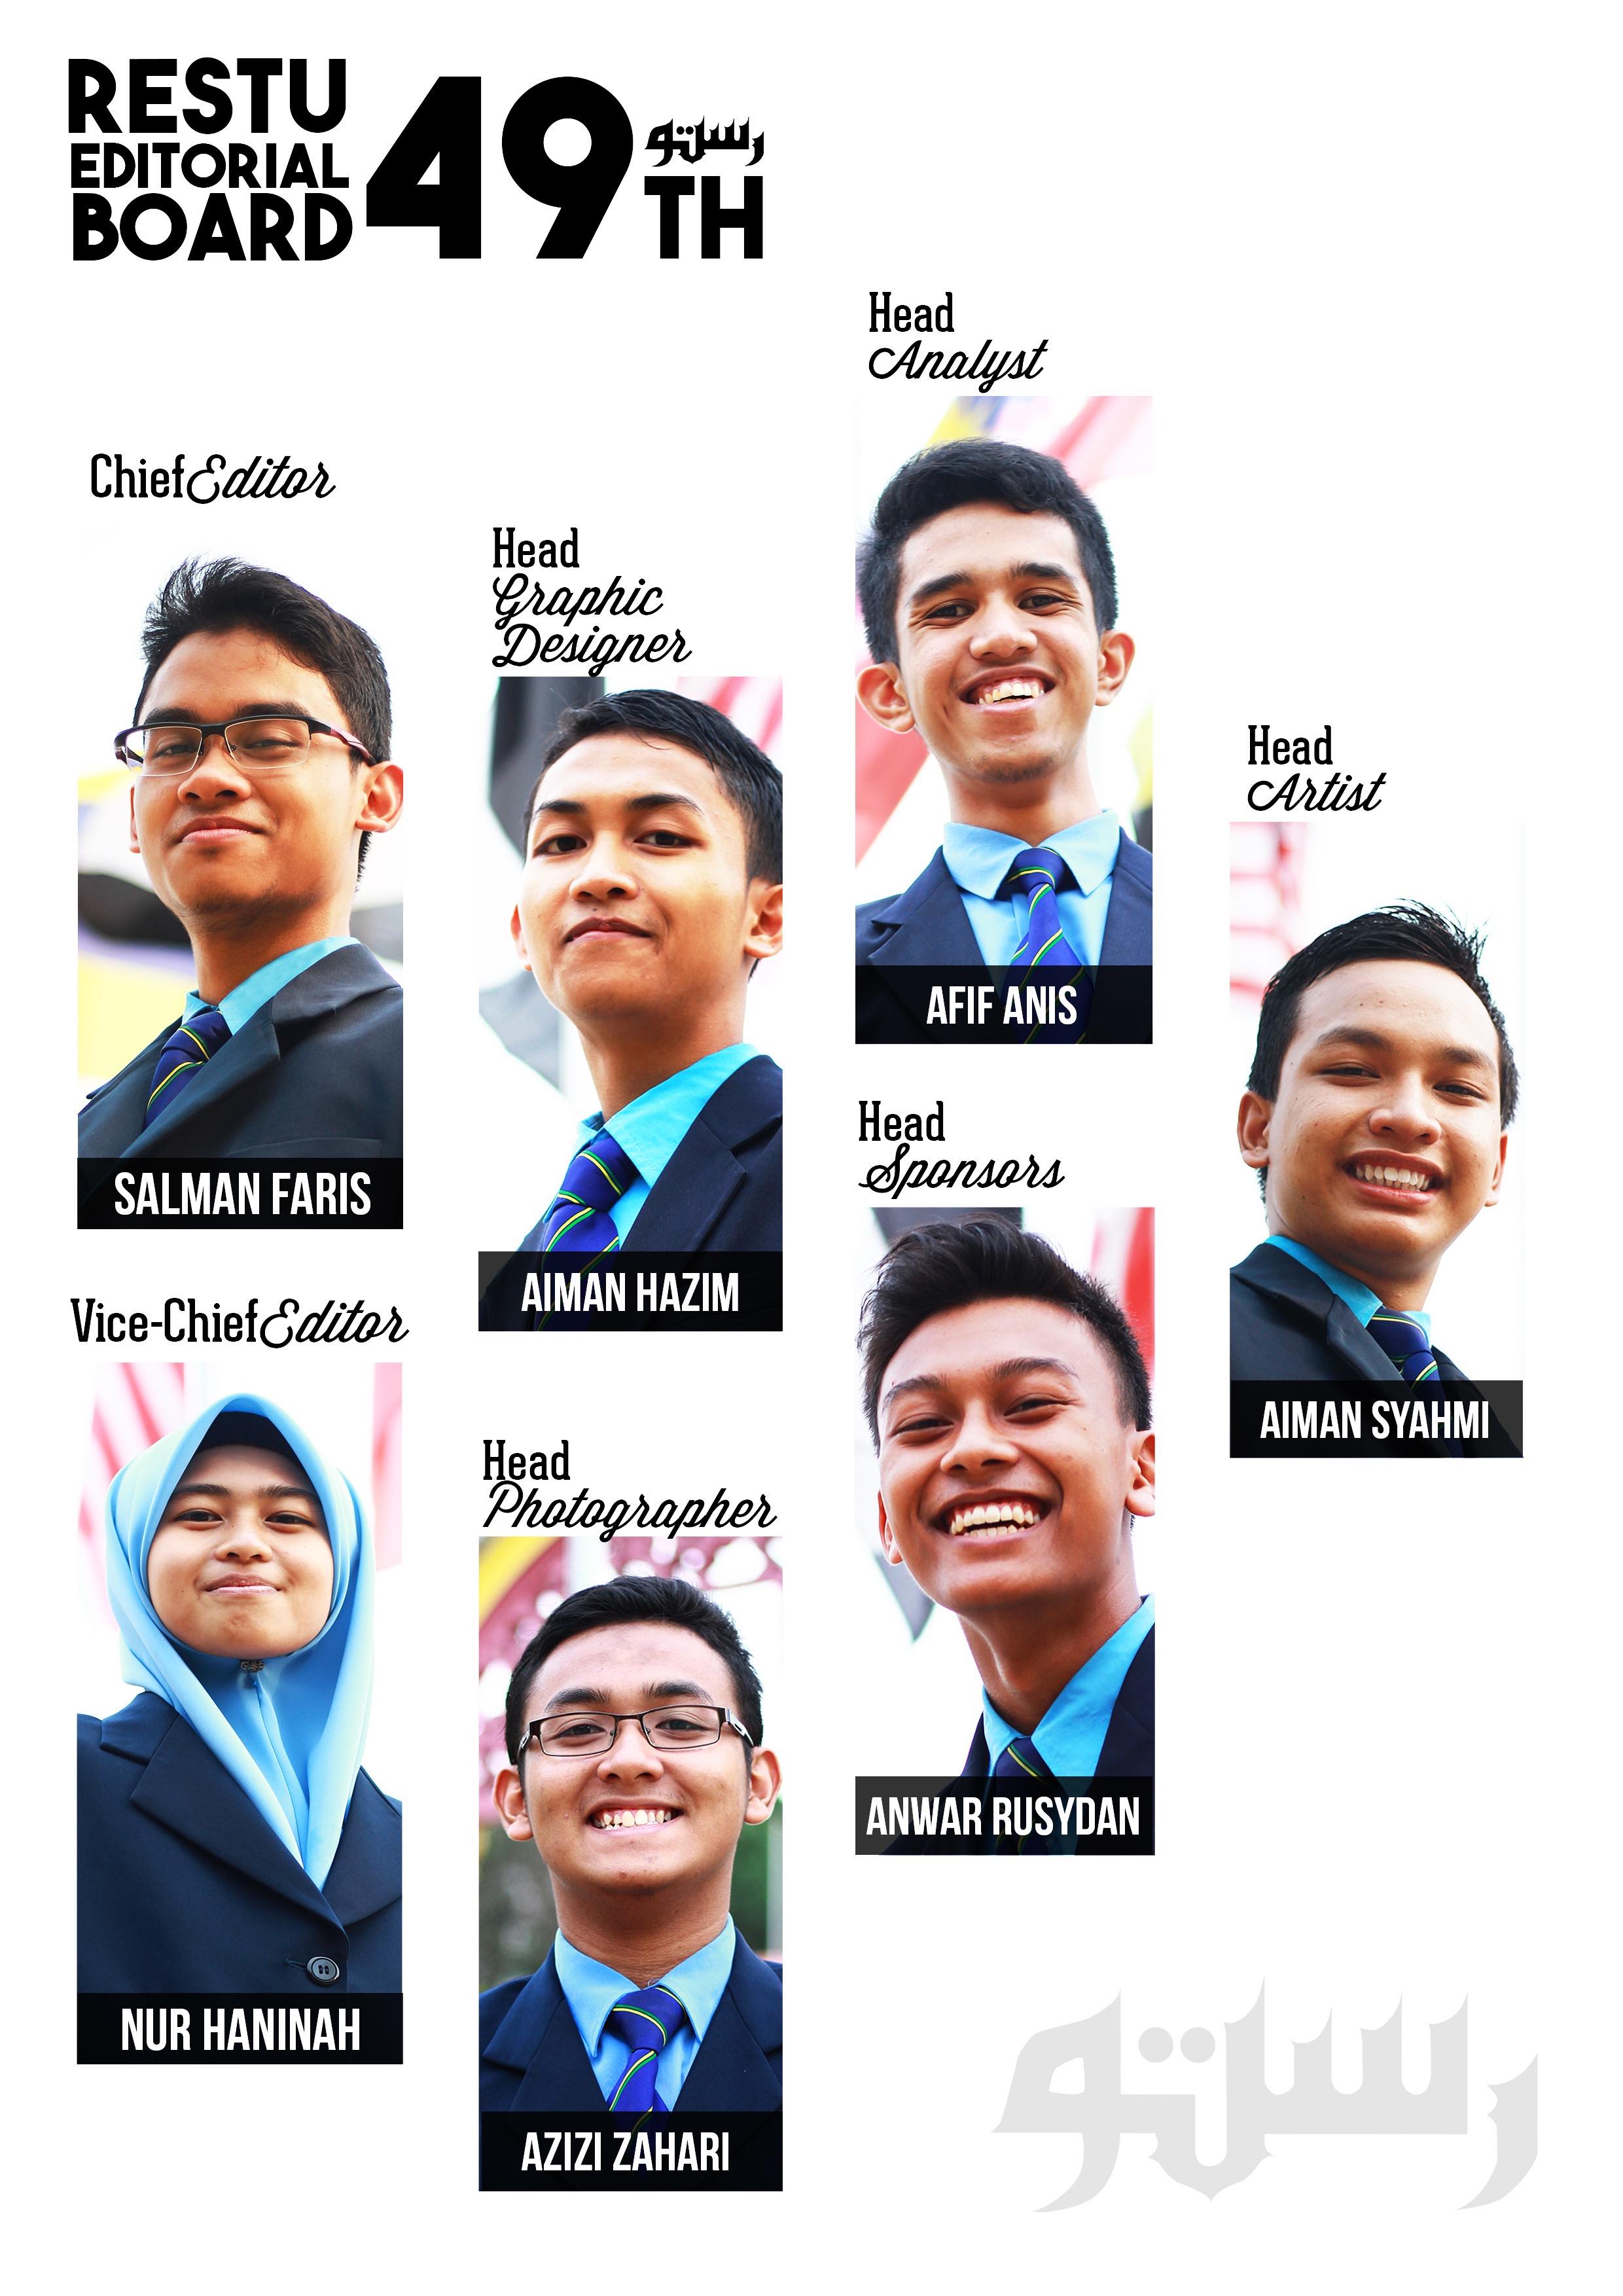 RESTU
EDITORIAL
BOARD
49
رستو
TH
Chief Editor
SALMAN FARIS
Vice-Chief Editor
NUR HANINAH
Head
Graphic
Designer
AIMAN HAZIM
Head
Photographer
AZIZI ZAHARI
Head
Analyst
AFIF ANIS
Head
Sponsors
ANWAR RUSYDAN
Head
Artist
AIMAN SYAHMI
رستو